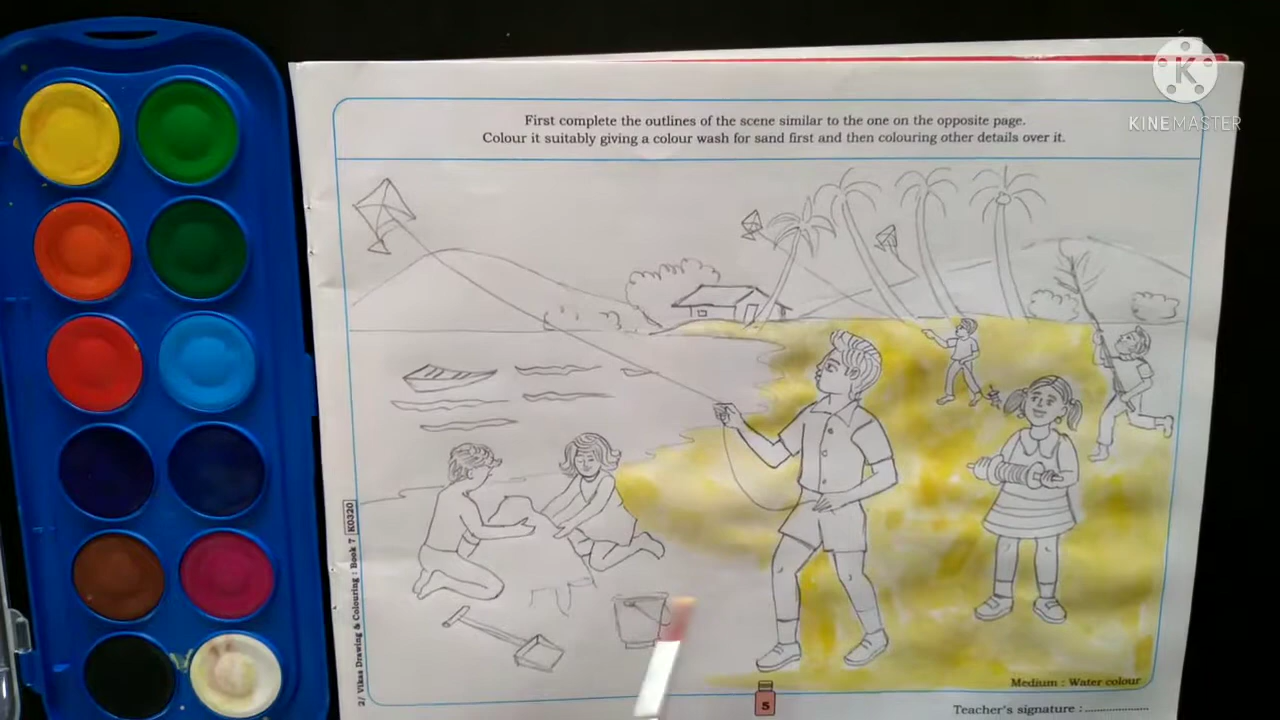 First complete the outlines of the scene similar to the one on the opposite page.
Colour it suitably giving a colour wash for sand first and then colouring other details over it.
K
KINEMASTER
2/ Vikas Drawing & Colouring : Book 7 K0320
Medium : Water colour
5
Teacher's signature : ....................